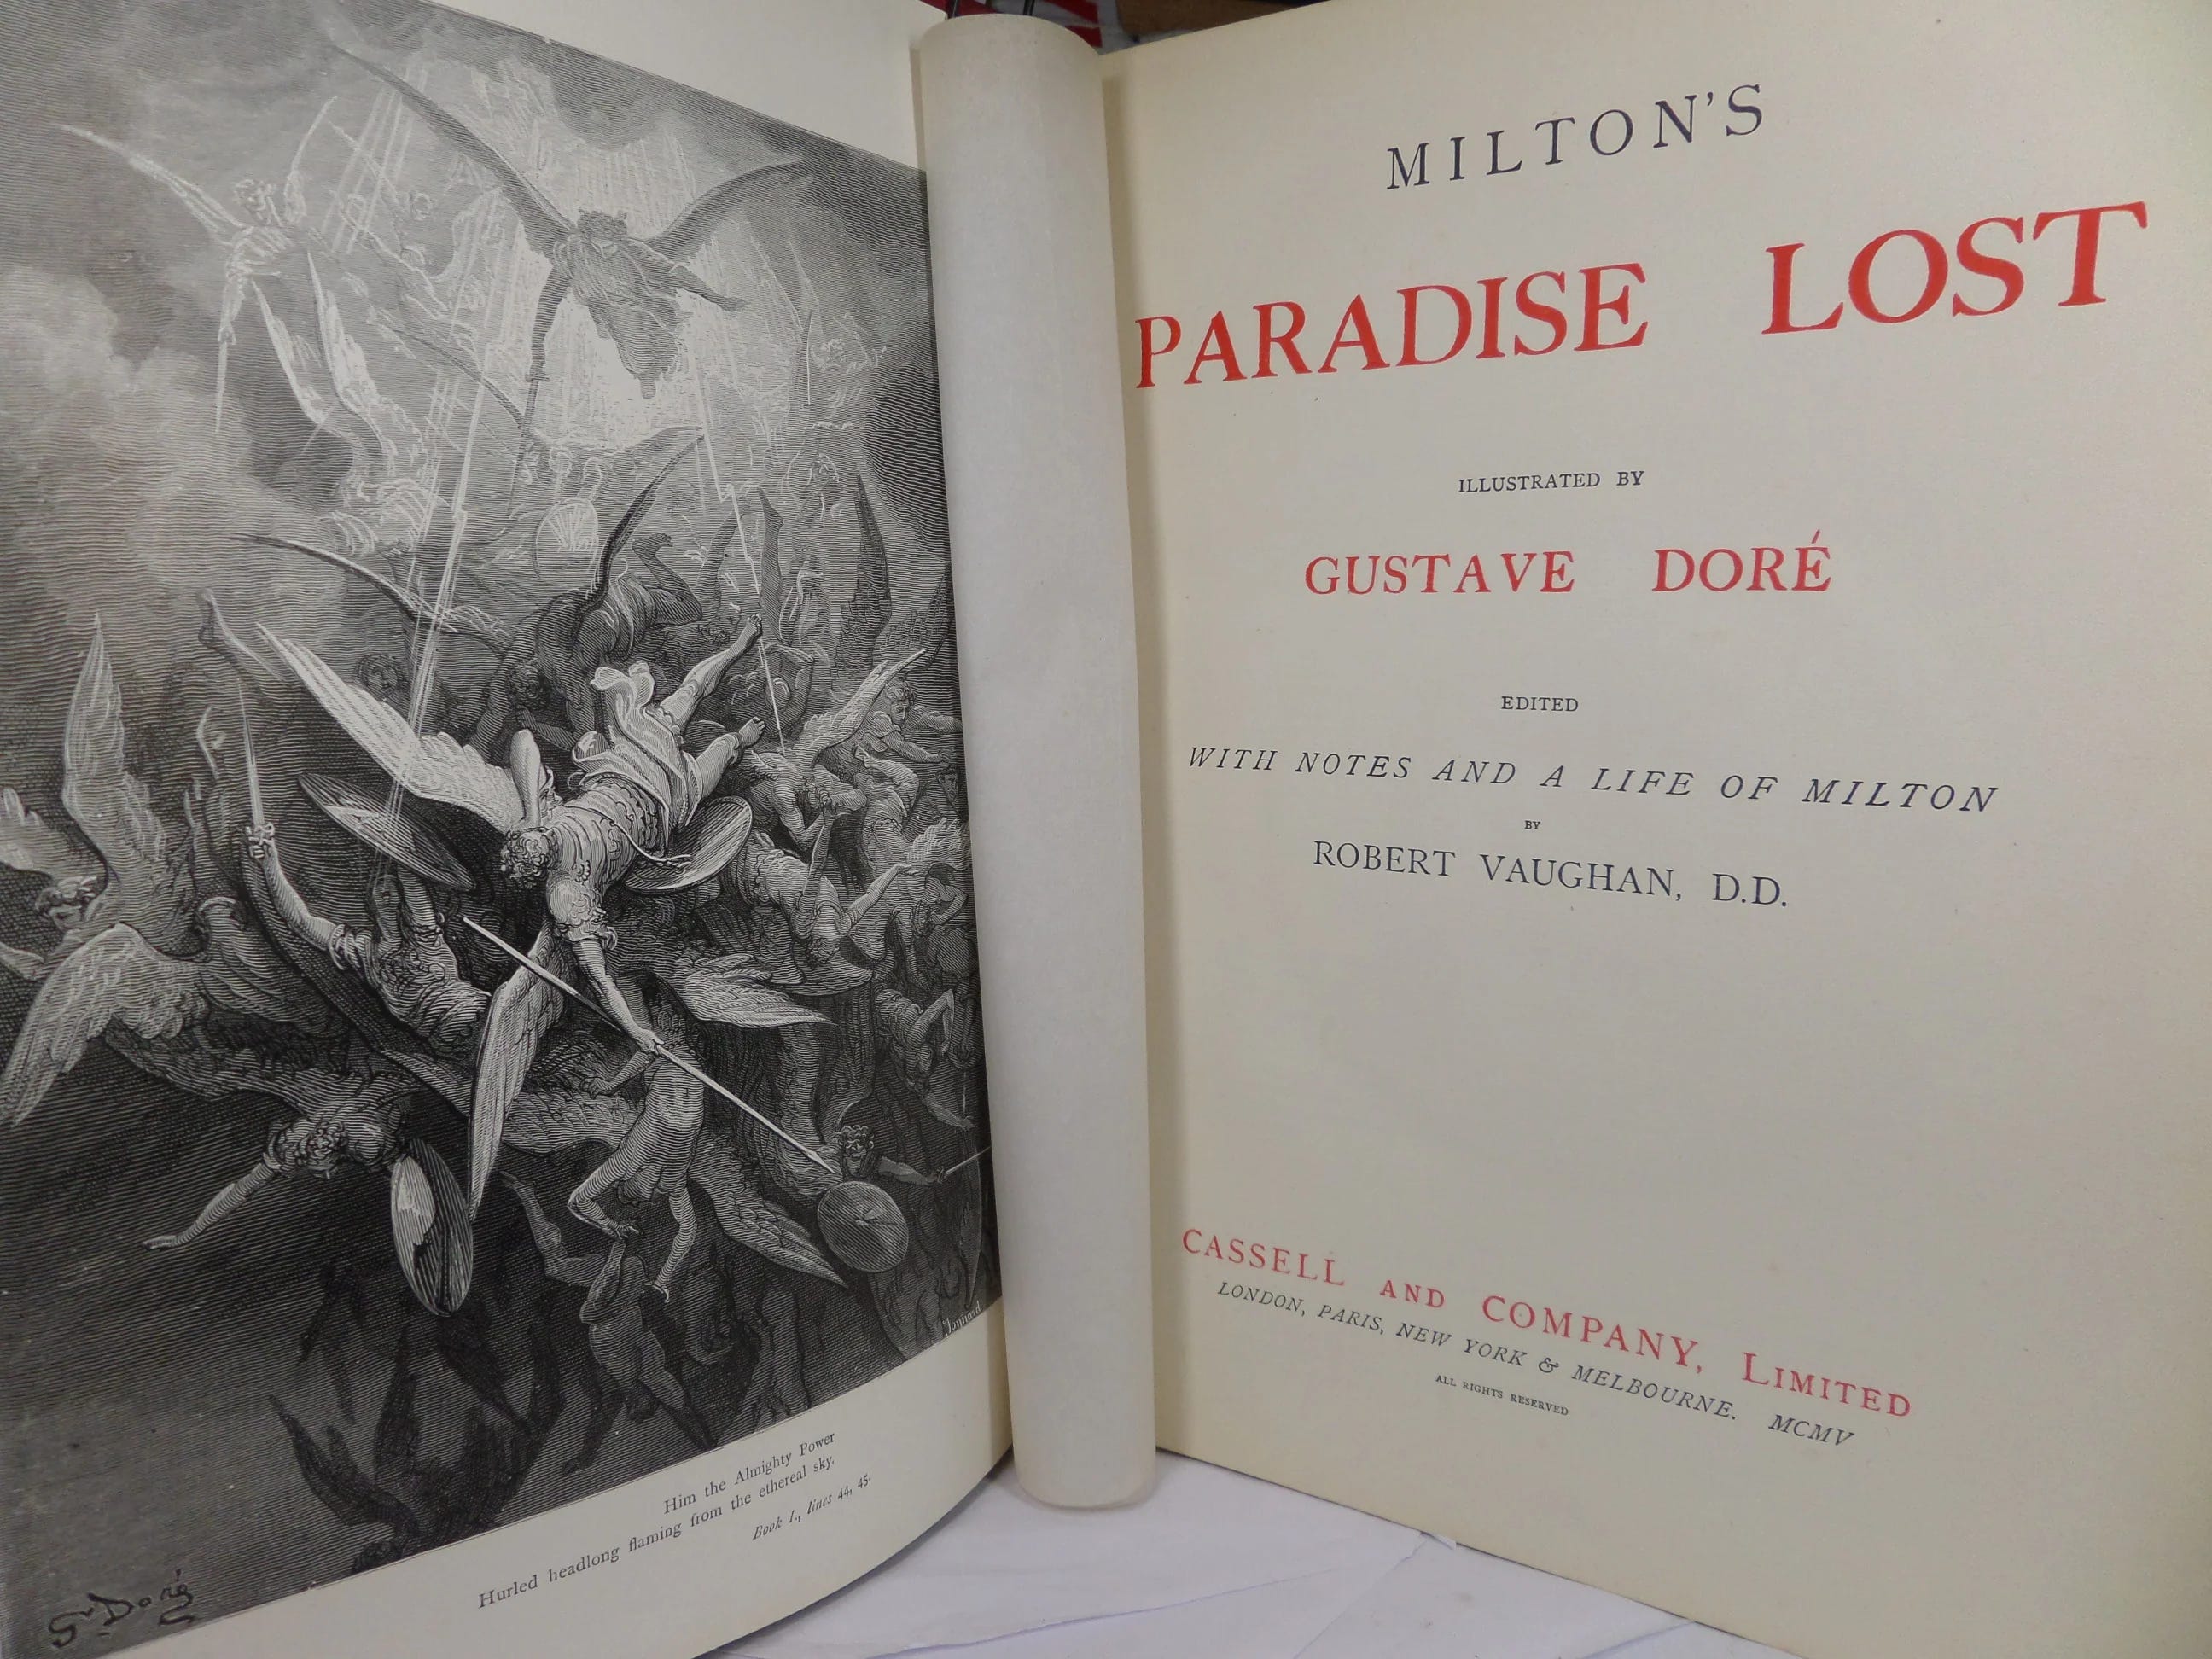 Him the Almighty Power
Hurled headlong flaming from the ethereal sky.
Book I., lines 44, 45.
G. Doré
MILTON'S
PARADISE LOST
ILLUSTRATED BY
GUSTAVE DORÉ
EDITED
WITH NOTES AND A LIFE OF MILTON
BY
ROBERT VAUGHAN, D.D.
CASSELL AND COMPANY, LIMITED
LONDON, PARIS, NEW YORK & MELBOURNE. MCMV
ALL RIGHTS RESERVED